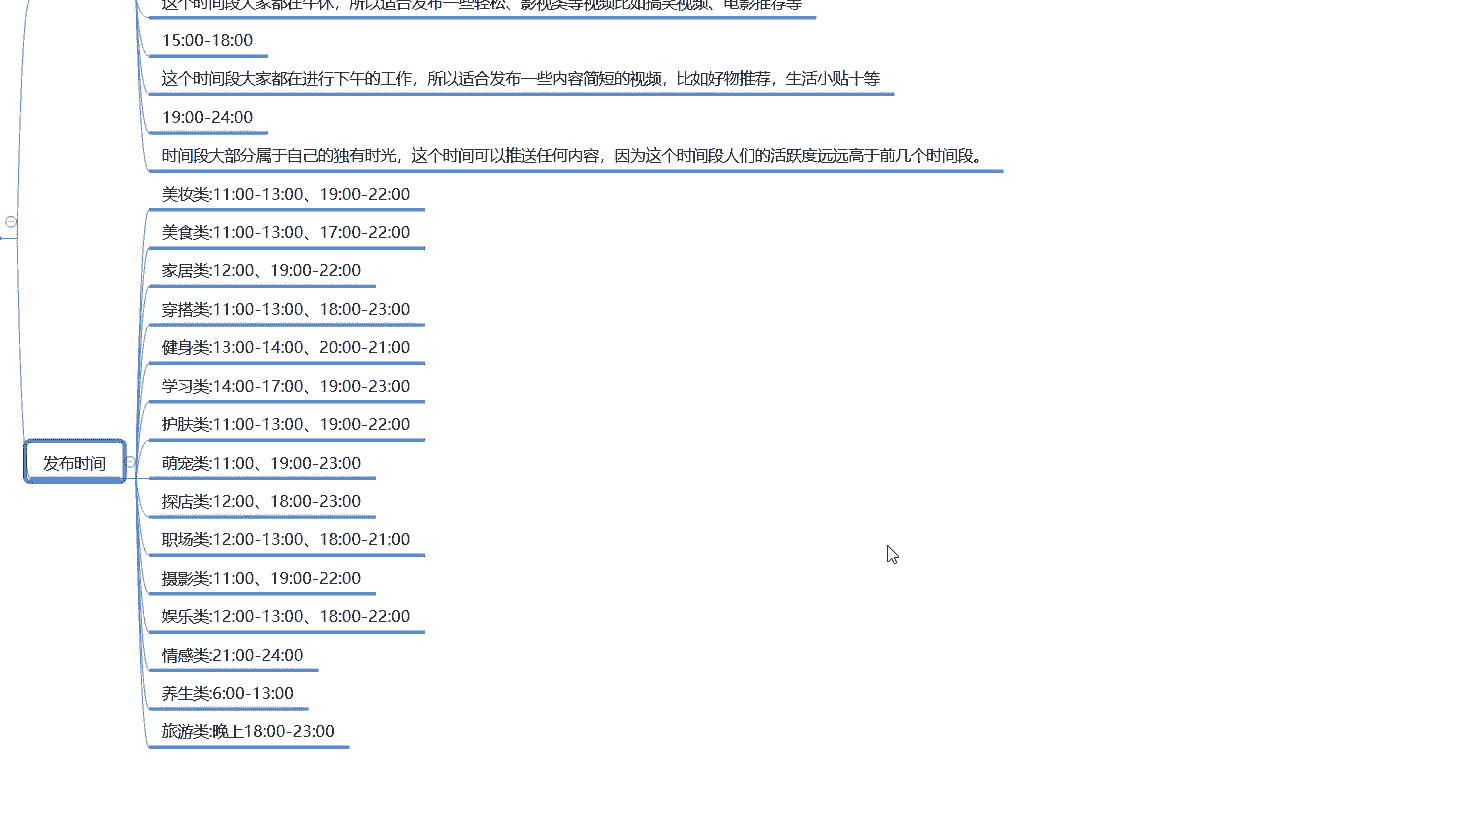 这个时间段大家都在午休，所以适合发布一些轻松、影视类等视频比如搞笑视频、电影推荐等
15:00-18:00
这个时间段大家都在进行下午的工作，所以适合发布一些内容简短的视频，比如好物推荐，生活小贴十等
19:00-24:00
时间段大部分属于自己的独有时光，这个时间可以推送任何内容，因为这个时间段人们的活跃度远远高于前几个时间段。
美妆类:11:00-13:00、19:00-22:00
美食类:11:00-13:00、17:00-22:00
家居类:12:00、19:00-22:00
穿搭类:11:00-13:00、18:00-23:00
健身类:13:00-14:00、20:00-21:00
学习类:14:00-17:00、19:00-23:00
护肤类:11:00-13:00、19:00-22:00
发布时间
萌宠类:11:00、19:00-23:00
探店类:12:00、18:00-23:00
职场类:12:00-13:00、18:00-21:00
摄影类:11:00、19:00-22:00
娱乐类:12:00-13:00、18:00-22:00
情感类:21:00-24:00
养生类:6:00-13:00
旅游类:晚上18:00-23:00